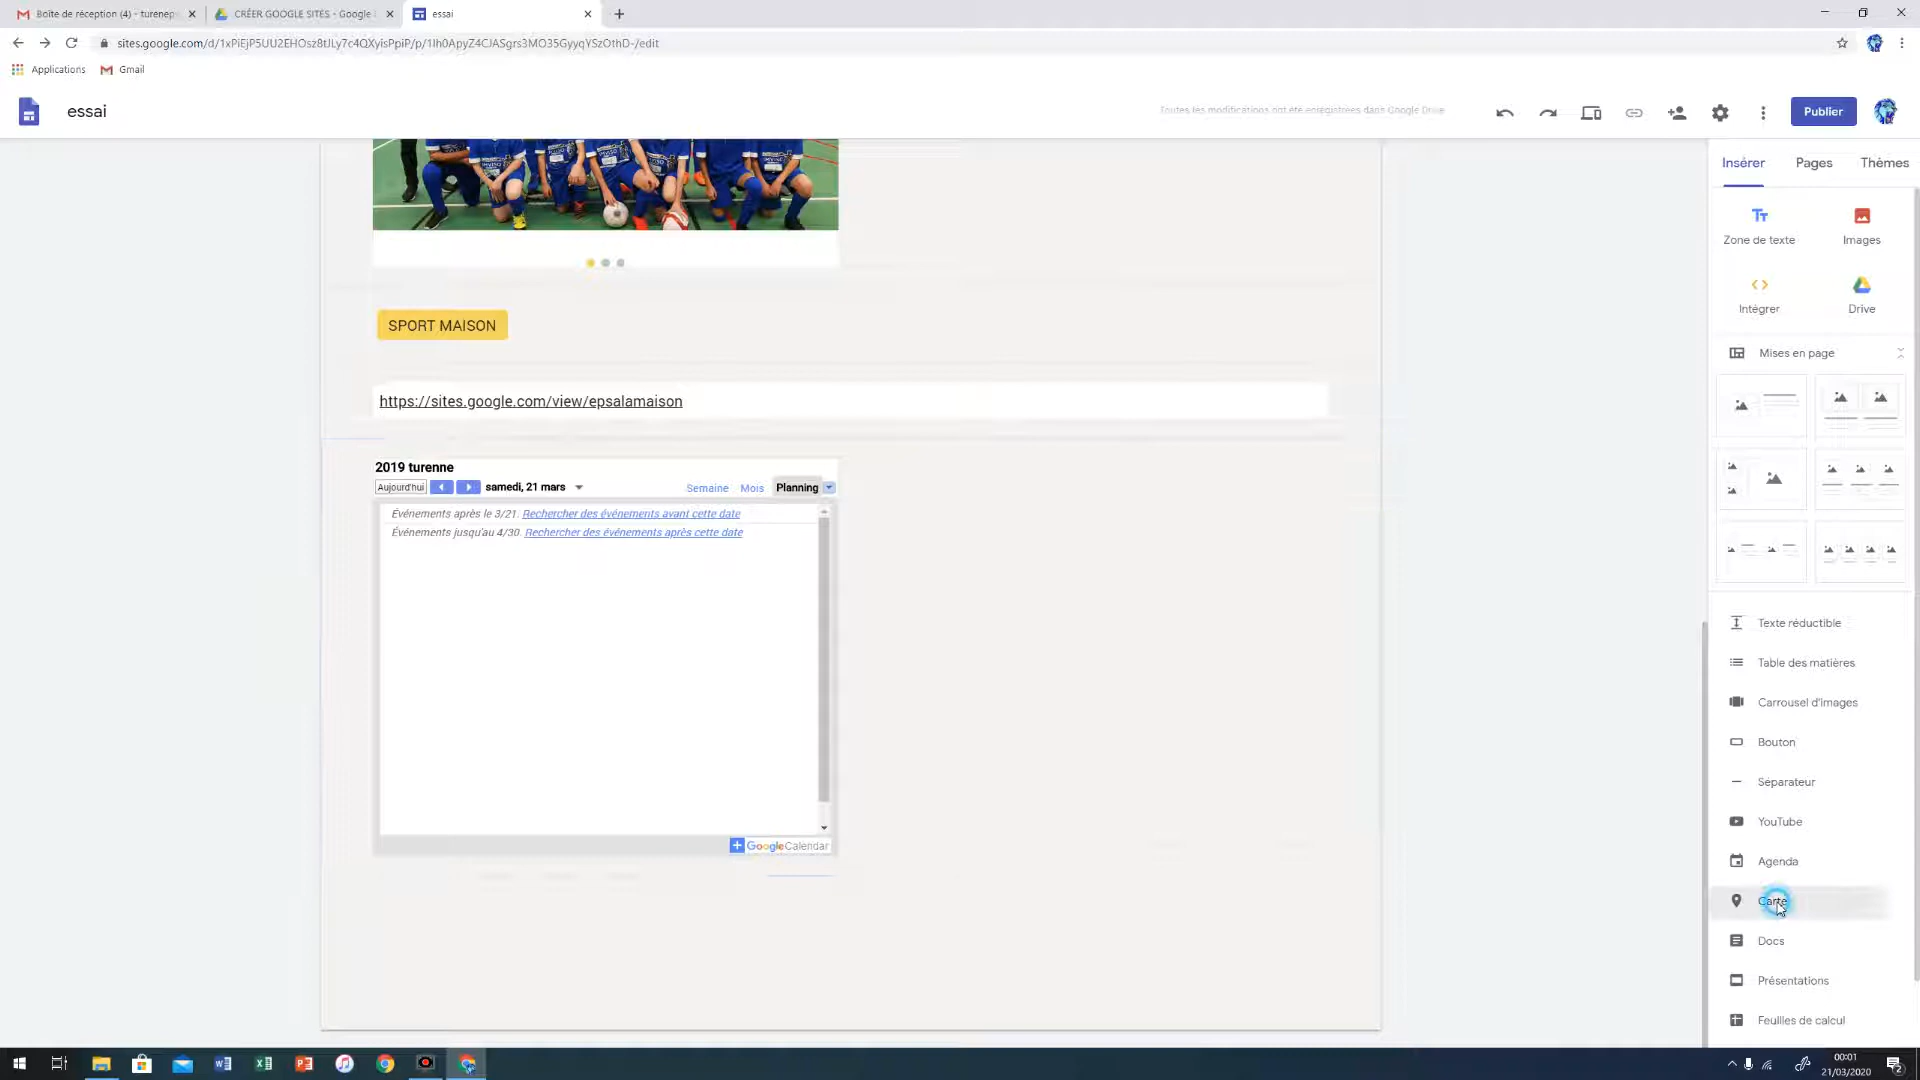 Boîte de réception (4) - turenep
CRÉER GOOGLE SITES - Google
essai
sites.google.com/d/1xPiEjP5UU2EHOsz8tJLy7c4QXyisPpiP/p/1Ih0ApyZ4CJASgrs3MO35GyyqVSzOthD-/edit
Applications
Gmail
essai
Toutes les modifications ont été enregistrées dans Google Drive
Publier
Insérer
Pages
Thèmes
Zone de texte
Images
Intégrer
Drive
Mises en page
SPORT MAISON
https://sites.google.com/view/epsalamaison
2019 turenne
Aujourd'hui
samedi, 21 mars
Semaine
Mois
Planning
Événements après le 3/21. Rechercher des événements avant cette date
Événements jusqu'au 4/30. Rechercher des événements après cette date
GoogleCalendar
Texte réductible
Table des matières
Carrousel d'images
Bouton
Séparateur
YouTube
Agenda
Carte
Docs
Présentations
Feuilles de calcul
00:01
21/03/2020
2